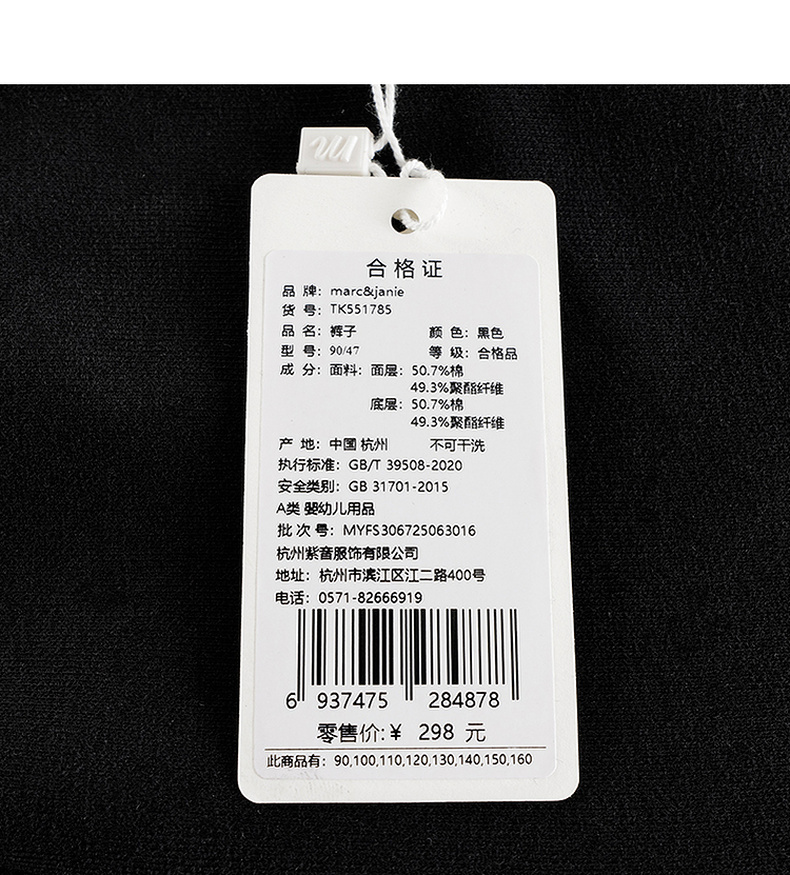 合格证
品 牌：marc&janie
货 号：TK551785
品 名：裤子 颜 色：黑色
型 号：90/47 等 级：合格品
成 分：面料：面层：50.7%棉
49.3%聚酯纤维
底层：50.7%棉
49.3%聚酯纤维
产 地：中国 杭州 不可干洗
执行标准：GB/T 39508-2020
安全类别：GB 31701-2015
A类 婴幼儿用品
批 次 号：MYFS306725063016
杭州紫音服饰有限公司
地址：杭州市滨江区江二路400号
电话：0571-82666919
6 937475 284878
零售价:￥ 298 元
此商品有：90,100,110,120,130,140,150,160